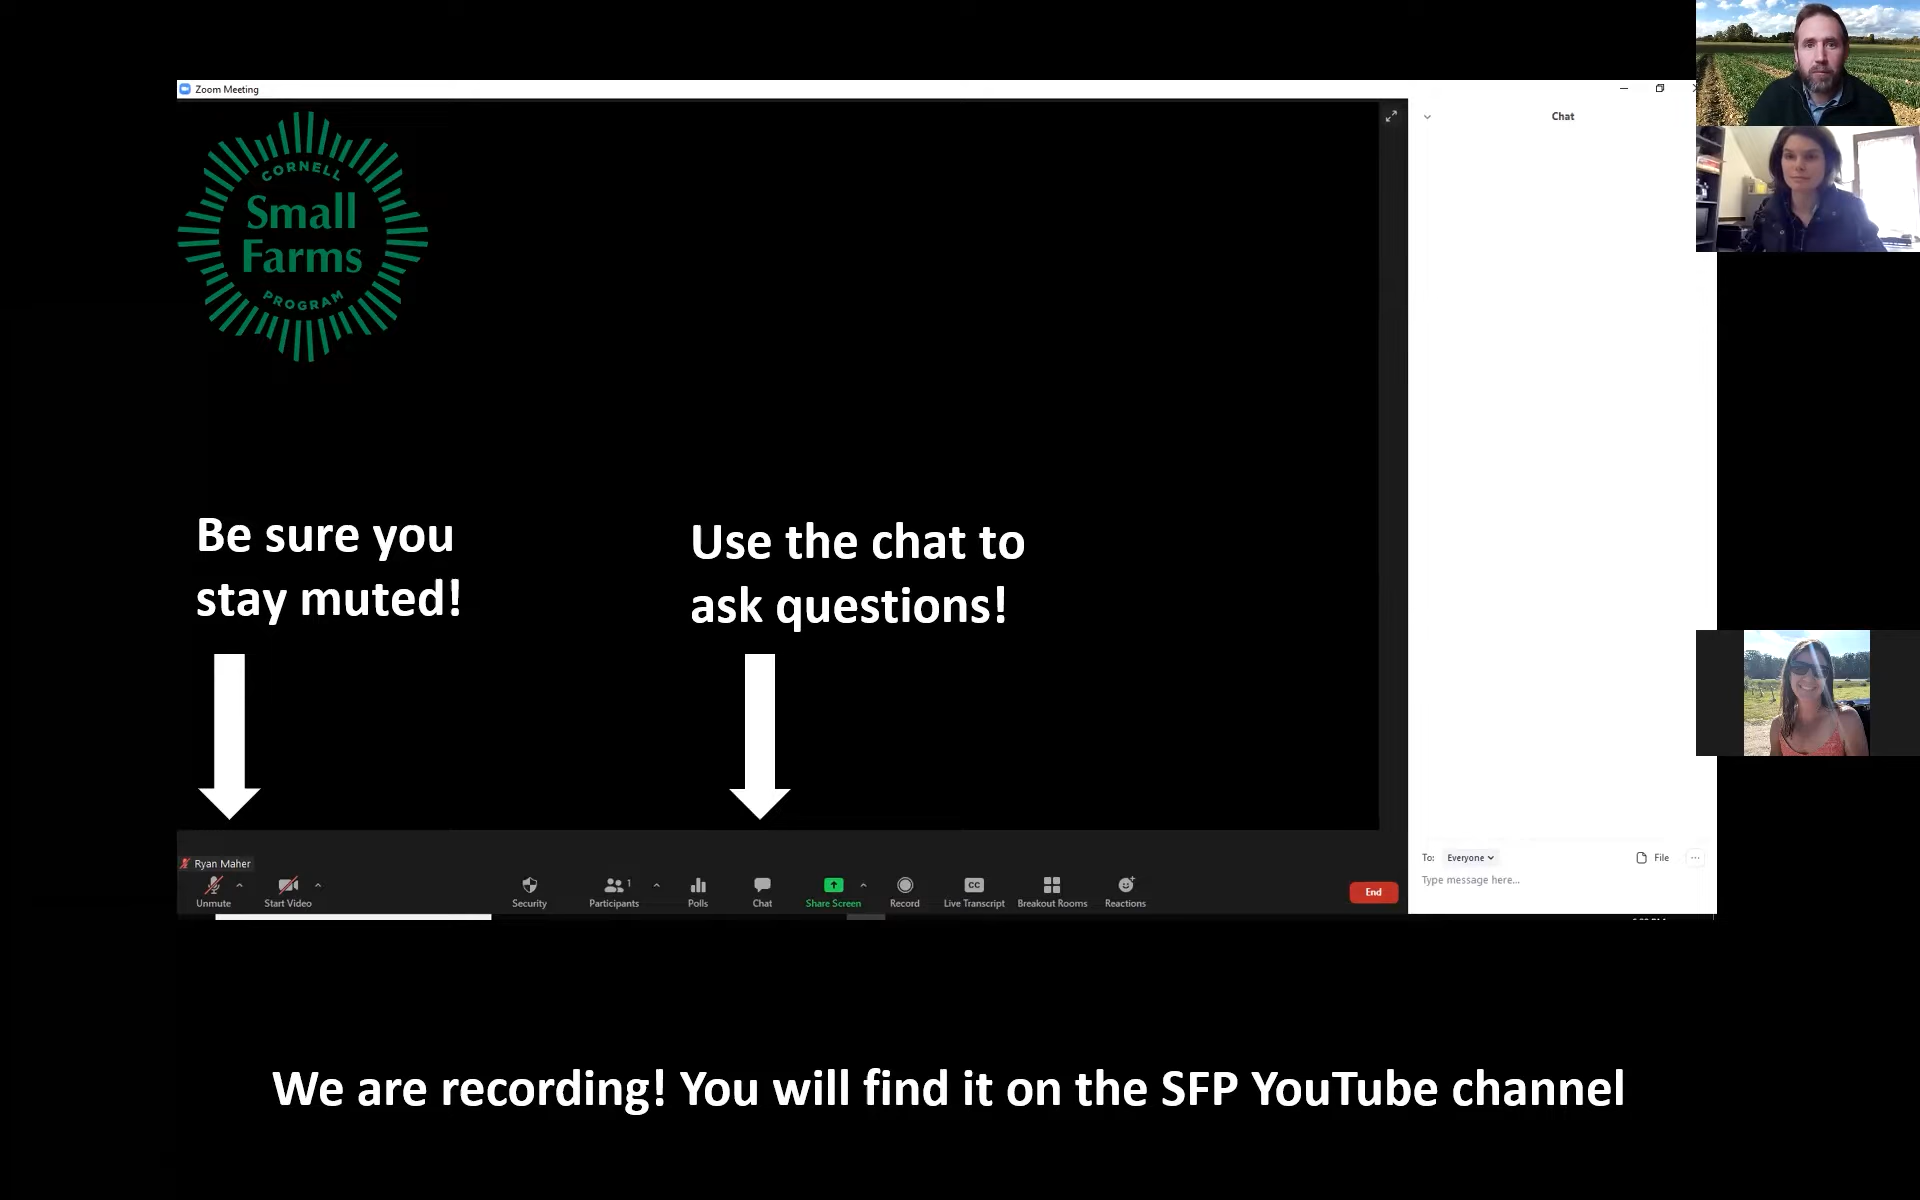 Zoom Meeting
Chat
CORNELL
Small
Farms
PROGRAM
Be sure you
stay muted!
Use the chat to
ask questions!
Ryan Maher
Unmute
Start Video
Security
Participants 1
Polls
Chat
Share Screen
Record
CC
Live Transcript
Breakout Rooms
Reactions
End
To: Everyone
File
Type message here...
We are recording! You will find it on the SFP YouTube channel